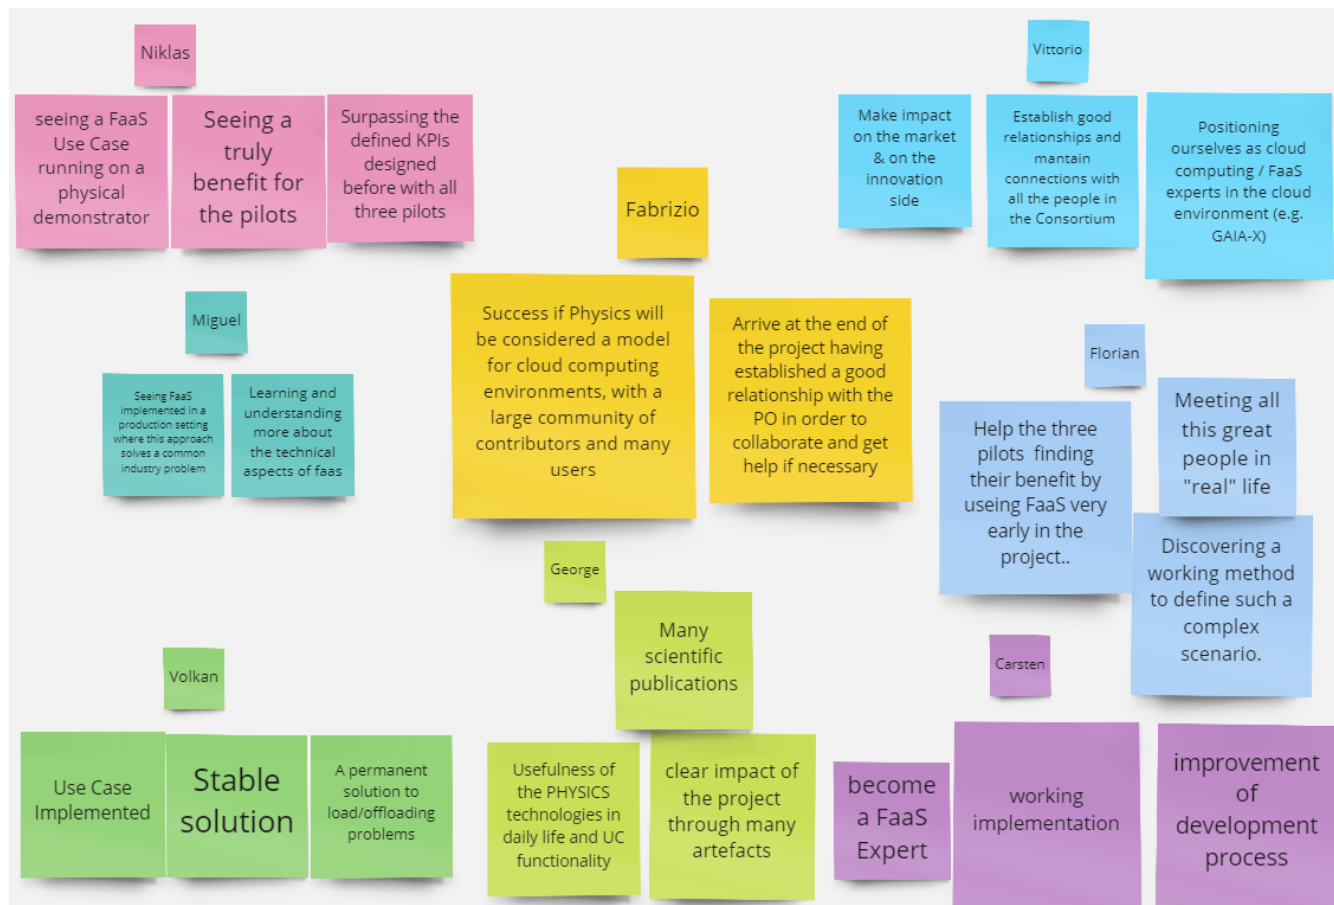 Niklas
seeing a FaaS
Use Case
running on a
physical
demonstrator
Seeing a
truly
benefit for
the pilots
Surpassing the
defined KPIs
designed
before with all
three pilots
Vittorio
Make impact
on the market
& on the
innovation
side
Establish good
relationships and
mantain
connections with
all the people in
the Consortium
Positioning
ourselves as cloud
computing / FaaS
experts in the cloud
environment (e.g.
GAIA-X)
Fabrizio
Success if Physics will
be considered a model
for cloud computing
environments, with a
large community of
contributors and many
users
Arrive at the end of
the project having
established a good
relationship with the
PO in order to
collaborate and get
help if necessary
Miguel
Seeing FaaS
implemented in a
production setting
where this approach
solves a common
industry problem
Learning and
understanding
more about
the technical
aspects of faas
Florian
Help the three
pilots finding
their benefit by
useing FaaS very
early in the
project..
Meeting all
this great
people in
"real" life
Discovering a
working method
to define such a
complex
scenario.
George
Many
scientific
publications
Usefulness of
the PHYSICS
technologies in
daily life and UC
functionality
clear impact of
the project
through many
artefacts
Volkan
Use Case
Implemented
Stable
solution
A permanent
solution to
load/offloading
problems
Carsten
become
a FaaS
Expert
working
implementation
improvement
of
development
process